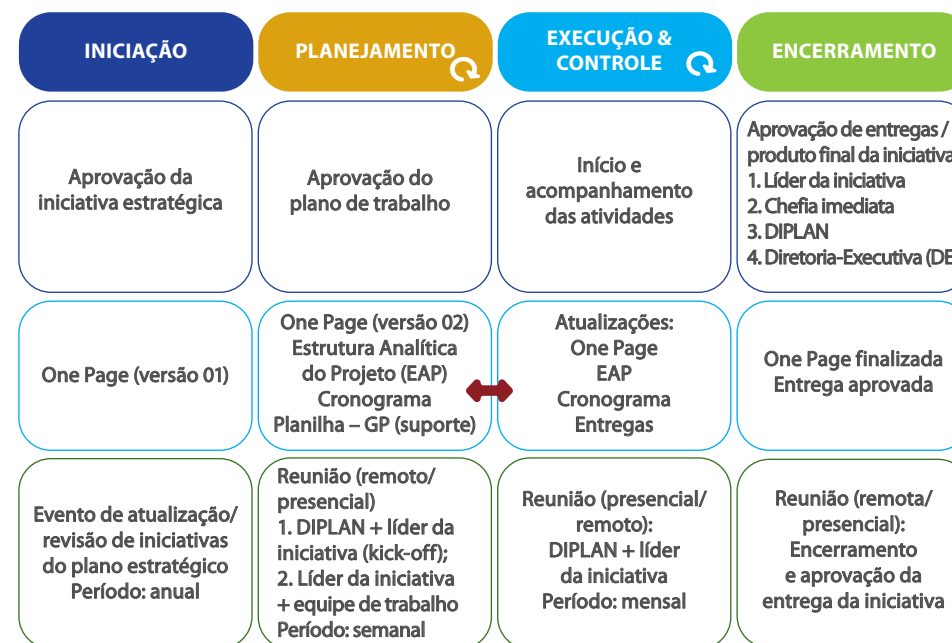 INICIAÇÃO
PLANEJAMENTO
EXECUÇÃO &
CONTROLE
ENCERRAMENTO
Aprovação da
iniciativa estratégica
Aprovação do
plano de trabalho
Início e
acompanhamento
das atividades
Aprovação de entregas /
produto final da iniciativa
1. Líder da iniciativa
2. Chefia imediata
3. DIPLAN
4. Diretoria-Executiva (DE
One Page (versão 01)
One Page (versão 02)
Estrutura Analítica
do Projeto (EAP)
Cronograma
Planilha – GP (suporte)
Atualizações:
One Page
EAP
Cronograma
Entregas
One Page finalizada
Entrega aprovada
Evento de atualização/
revisão de iniciativas
do plano estratégico
Período: anual
Reunião (remoto/
presencial)
1. DIPLAN + líder da
iniciativa (kick-off);
2. Líder da iniciativa
+ equipe de trabalho
Período: semanal
Reunião (presencial/
remoto):
DIPLAN + líder
da iniciativa
Período: mensal
Reunião (remota/
presencial):
Encerramento
e aprovação da
entrega da iniciativa